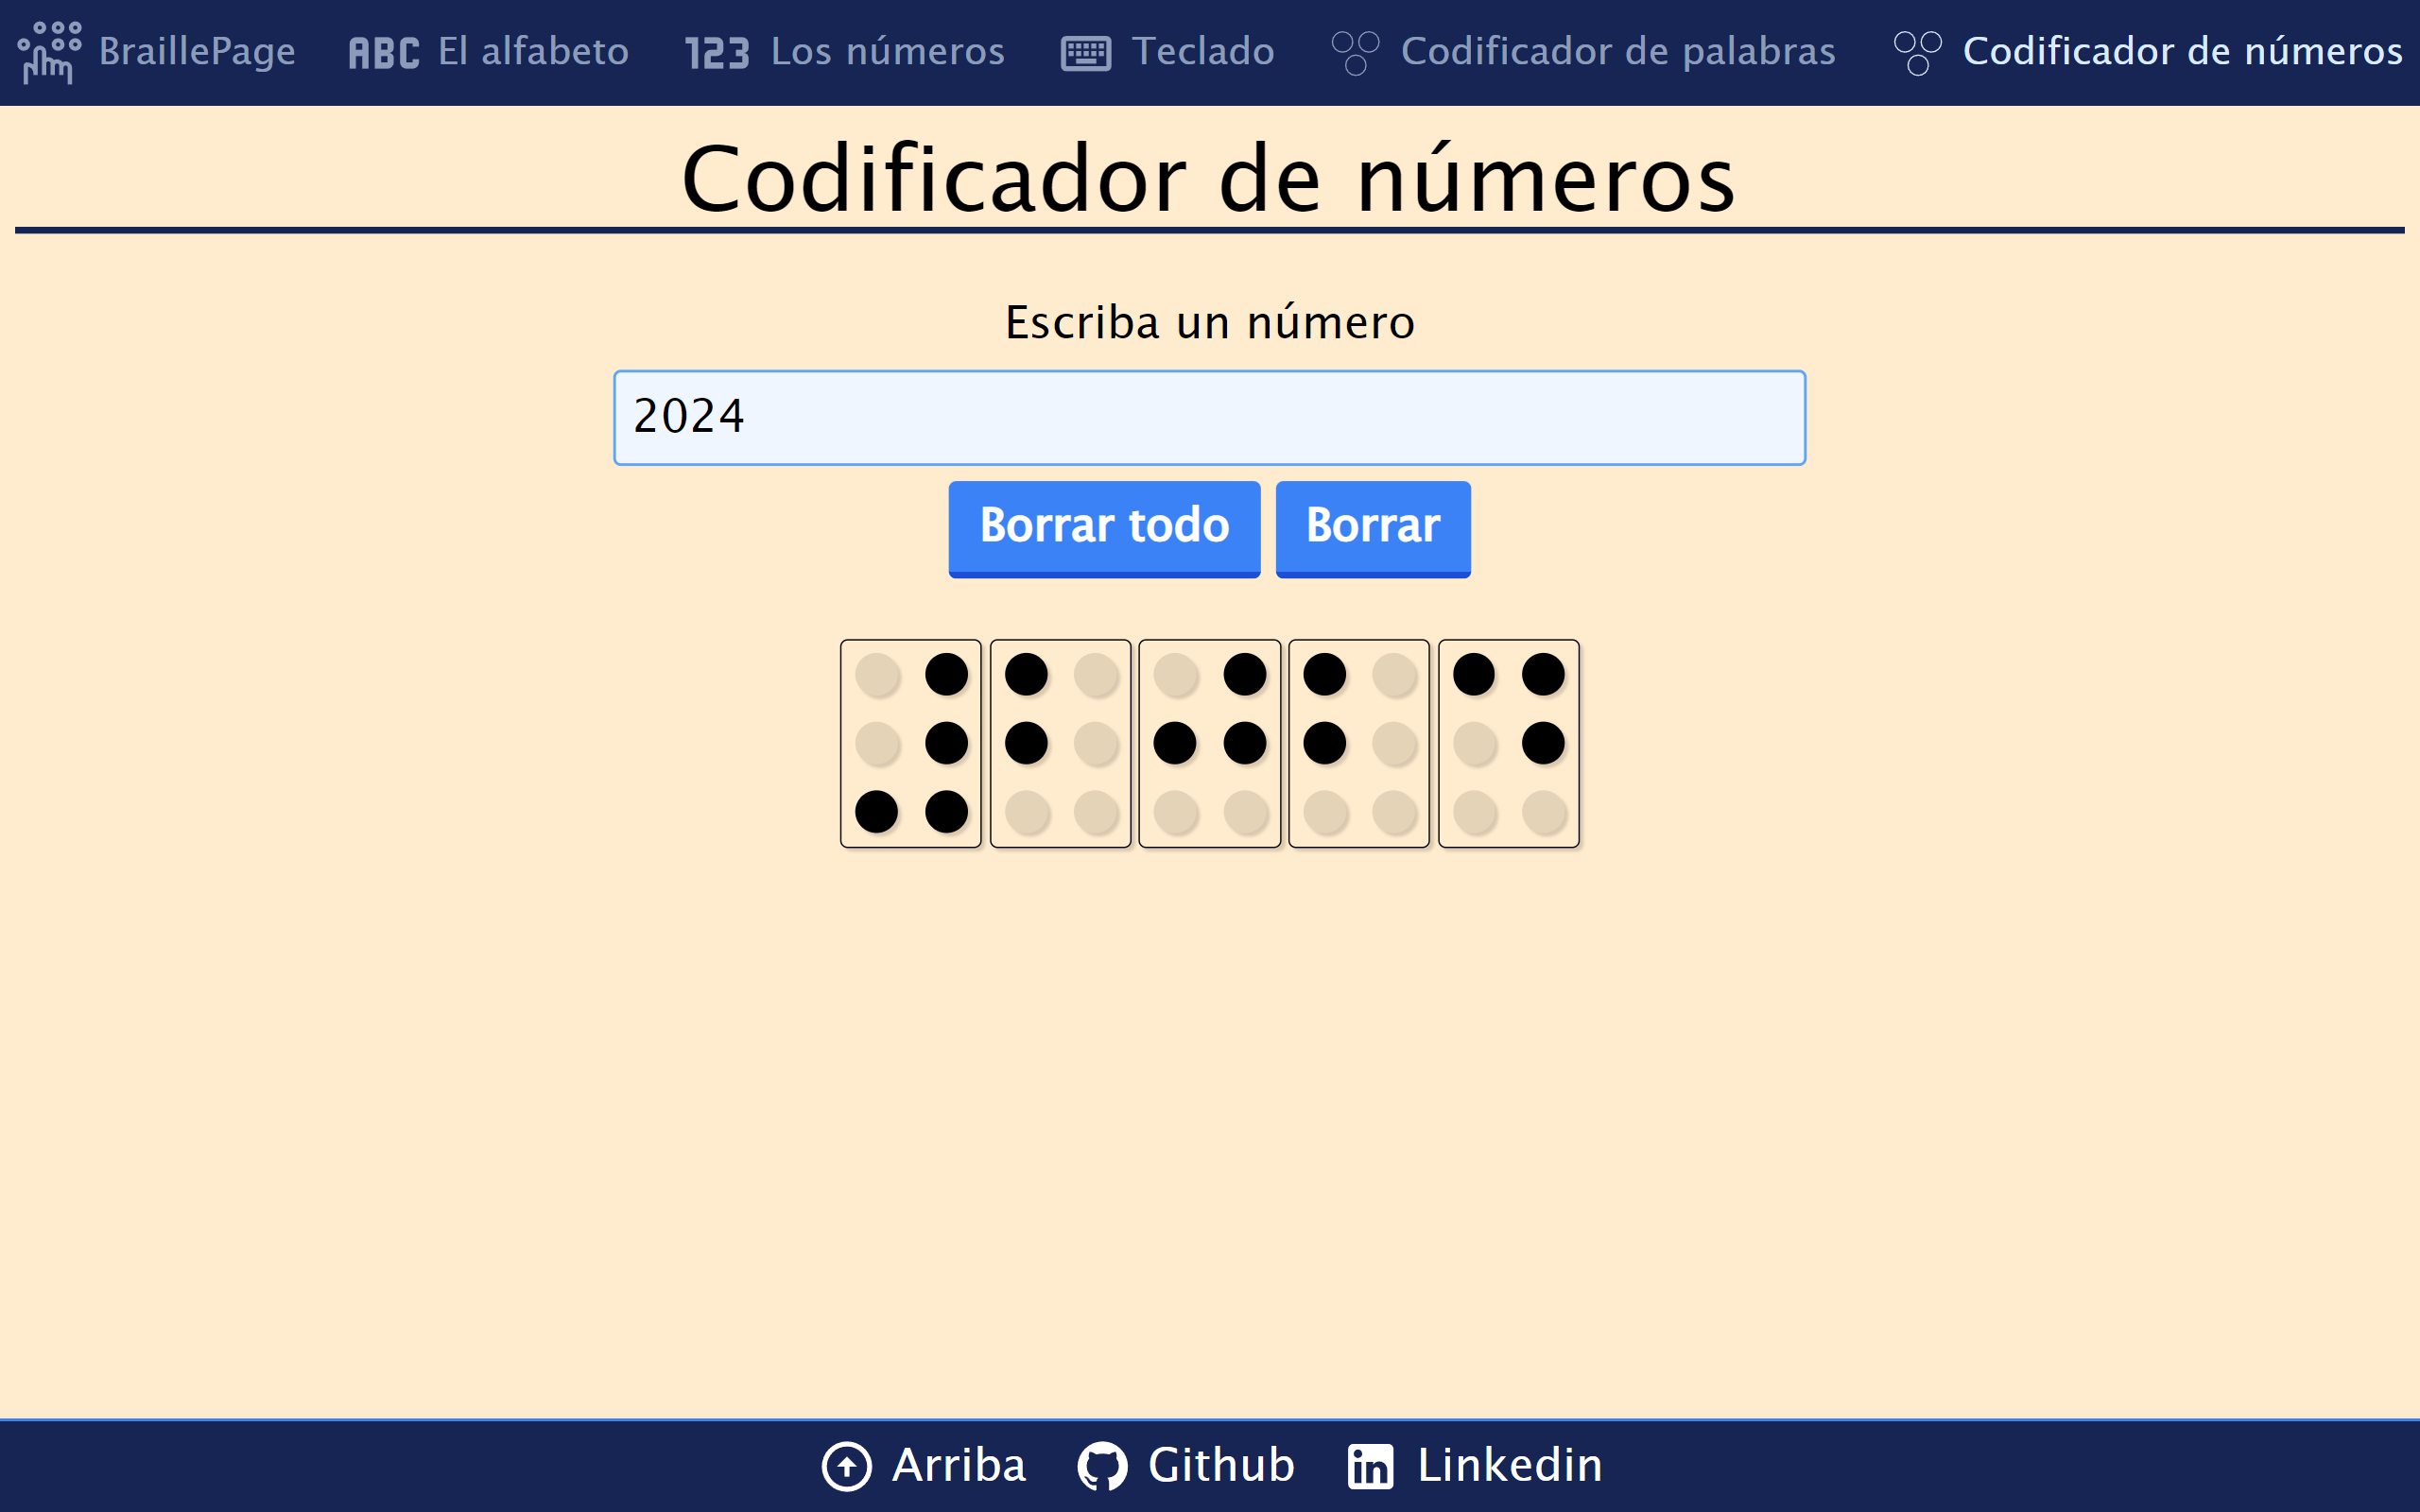 BraillePage ABC El alfabeto 123 Los números Teclado Codificador de palabras Codificador de números
Codificador de números
Escriba un número
2024
Borrar todo Borrar
⠼⠃⠚⠃⠙
Arriba Github in Linkedin